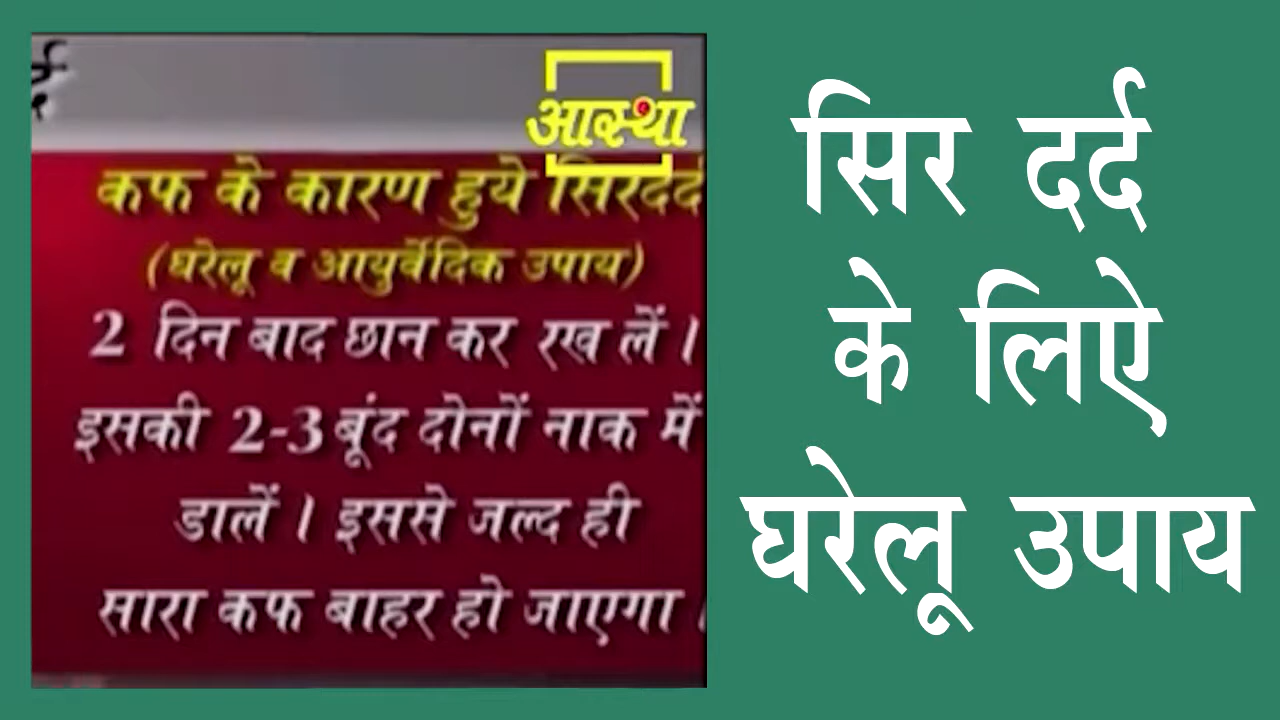 आस्था
कफ के कारण हुये सिरदर्द
(घरेलू व आयुर्वेदिक उपाय)
2 दिन बाद छान कर रख लें ।
इसकी 2-3 बूंद दोनों नाक में
डालें । इससे जल्द ही
सारा कफ बाहर हो जाएगा ।
सिर दर्द
के लिऐ
घरेलू उपाय